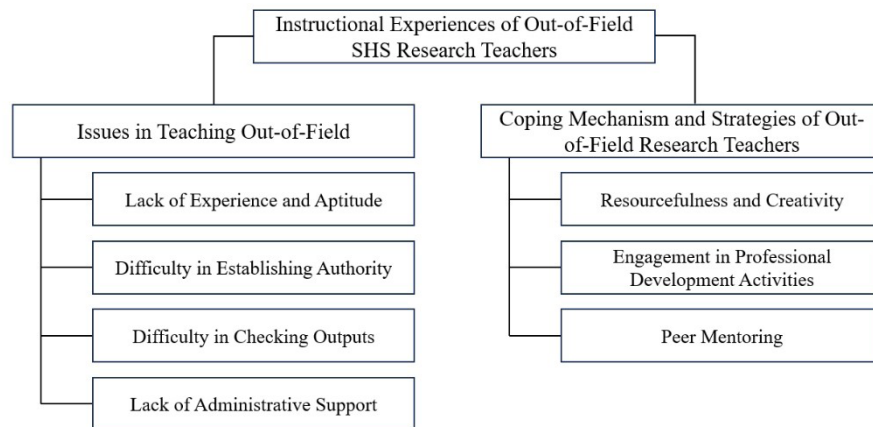 Instructional Experiences of Out-of-Field
SHS Research Teachers
Issues in Teaching Out-of-Field
Lack of Experience and Aptitude
Difficulty in Establishing Authority
Difficulty in Checking Outputs
Lack of Administrative Support
Coping Mechanism and Strategies of Out-
of-Field Research Teachers
Resourcefulness and Creativity
Engagement in Professional
Development Activities
Peer Mentoring